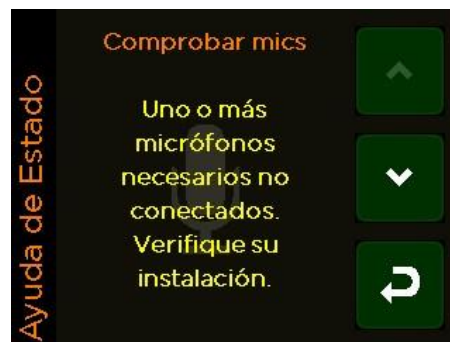 Ayuda de Estado
Comprobar mics
Uno o más
micrófonos
necesarios no
conectados.
Verifique su
instalación.